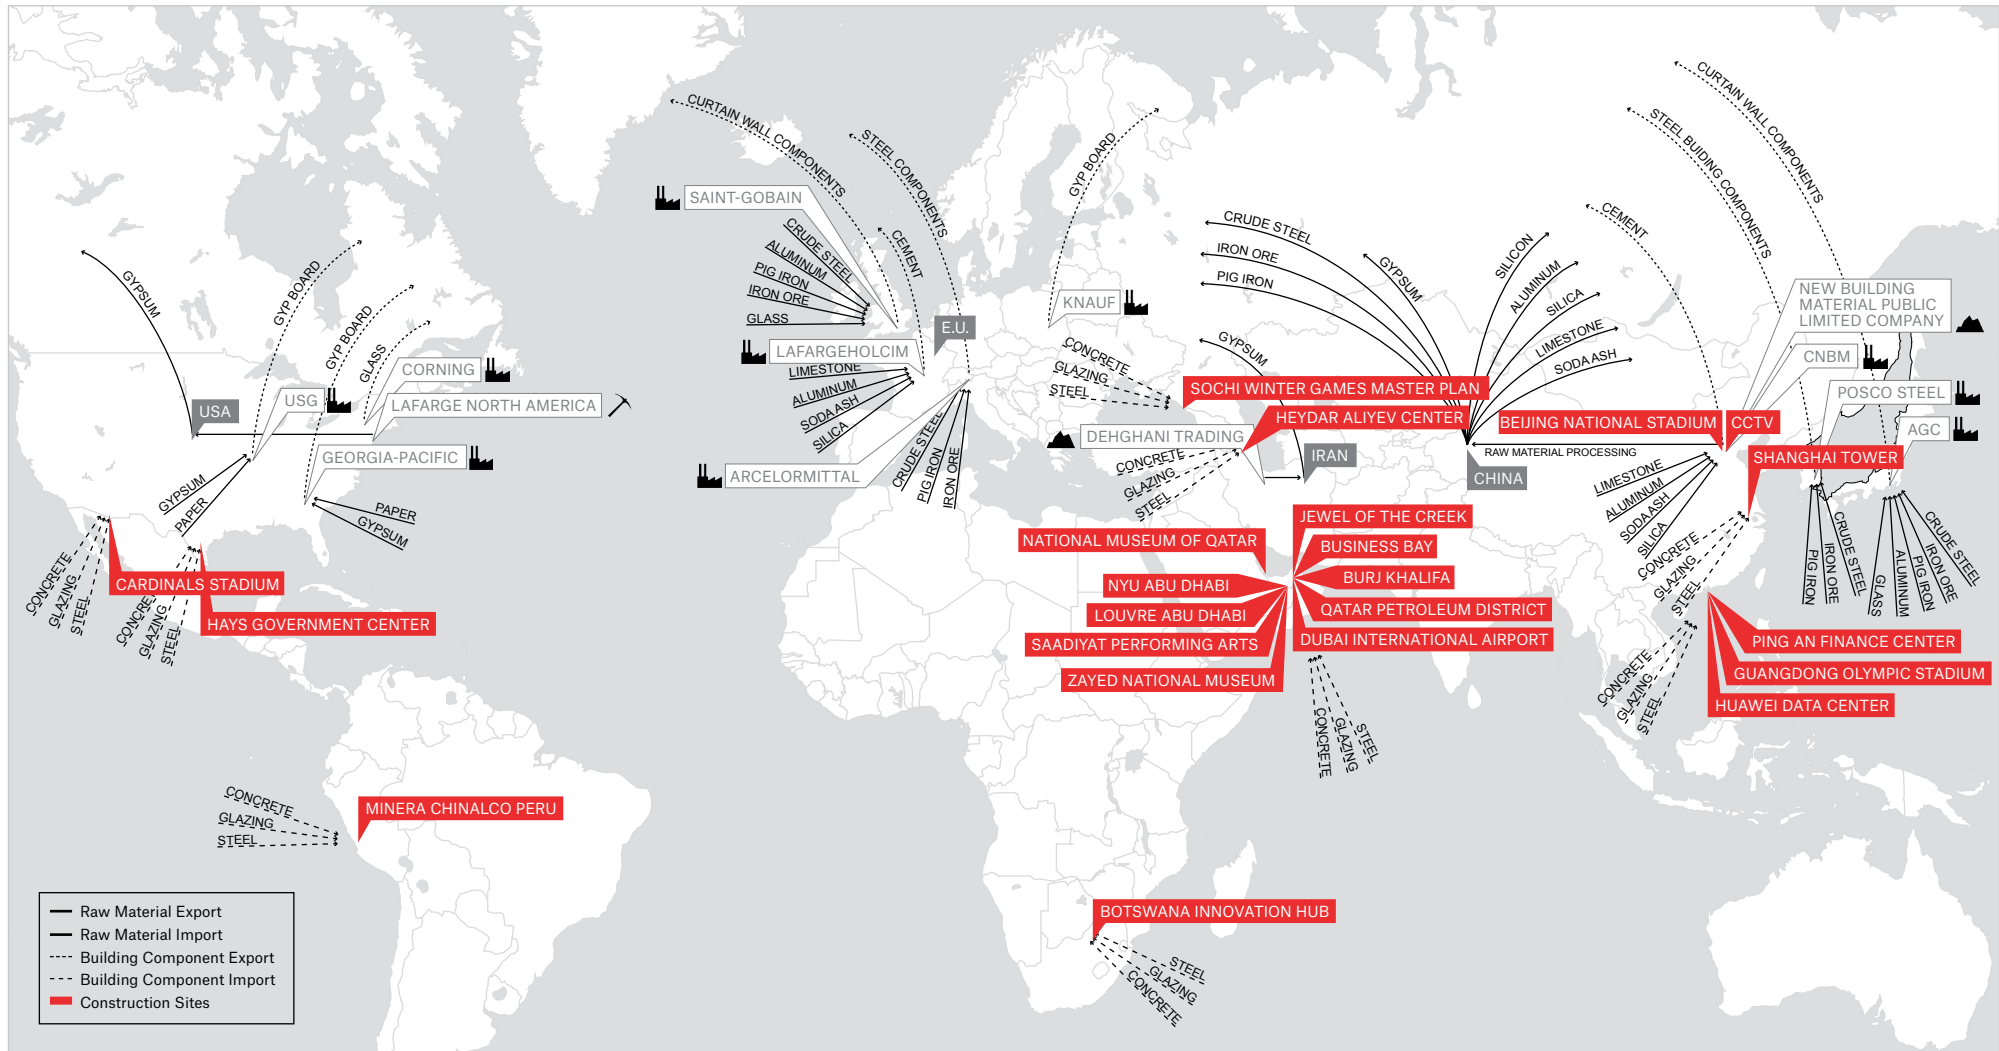 GYPSUM
GYP BOARD
GYP BOARD
GLASS
CORNING
LAFARGE NORTH AMERICA
USA
USG
GEORGIA-PACIFIC
GYPSUM
PAPER
PAPER
GYPSUM
CONCRETE
GLAZING
STEEL
CARDINALS STADIUM
CONCRETE
GLAZING
STEEL
HAYS GOVERNMENT CENTER
CONCRETE
GLAZING
STEEL
MINERA CHINALCO PERU
CURTAIN WALL COMPONENTS
STEEL COMPONENTS
CEMENT
SAINT-GOBAIN
CRUDE STEEL
ALUMINUM
PIG IRON
IRON ORE
GLASS
E.U.
LAFARGEHOLCIM
LIMESTONE
ALUMINUM
SODA ASH
SILICA
ARCELORMITTAL
CRUDE STEEL
PIG IRON
IRON ORE
GYP BOARD
KNAUF
CONCRETE
GLAZING
STEEL
SOCHI WINTER GAMES MASTER PLAN
HEYDAR ALIYEV CENTER
DEHGHANI TRADING
CONCRETE
GLAZING
STEEL
GYPSUM
IRAN
CRUDE STEEL
IRON ORE
PIG IRON
GYPSUM
SILICON
ALUMINUM
SILICA
LIMESTONE
SODA ASH
RAW MATERIAL PROCESSING
CHINA
NATIONAL MUSEUM OF QATAR
NYU ABU DHABI
LOUVRE ABU DHABI
SAADIYAT PERFORMING ARTS
ZAYED NATIONAL MUSEUM
JEWEL OF THE CREEK
BUSINESS BAY
BURJ KHALIFA
QATAR PETROLEUM DISTRICT
DUBAI INTERNATIONAL AIRPORT
CONCRETE
GLAZING
STEEL
BOTSWANA INNOVATION HUB
STEEL
GLAZING
CONCRETE
CURTAIN WALL COMPONENTS
STEEL BUIDING COMPONENTS
CEMENT
NEW BUILDING
MATERIAL PUBLIC
LIMITED COMPANY
CNBM
POSCO STEEL
AGC
BEIJING NATIONAL STADIUM
CCTV
SHANGHAI TOWER
LIMESTONE
ALUMINUM
SODA ASH
SILICA
CONCRETE
GLAZING
STEEL
PIG IRON
IRON ORE
CRUDE STEEL
GLASS
ALUMINUM
PIG IRON
IRON ORE
CRUDE STEEL
CONCRETE
GLAZING
STEEL
PING AN FINANCE CENTER
GUANGDONG OLYMPIC STADIUM
HUAWEI DATA CENTER
Raw Material Export
Raw Material Import
Building Component Export
Building Component Import
Construction Sites